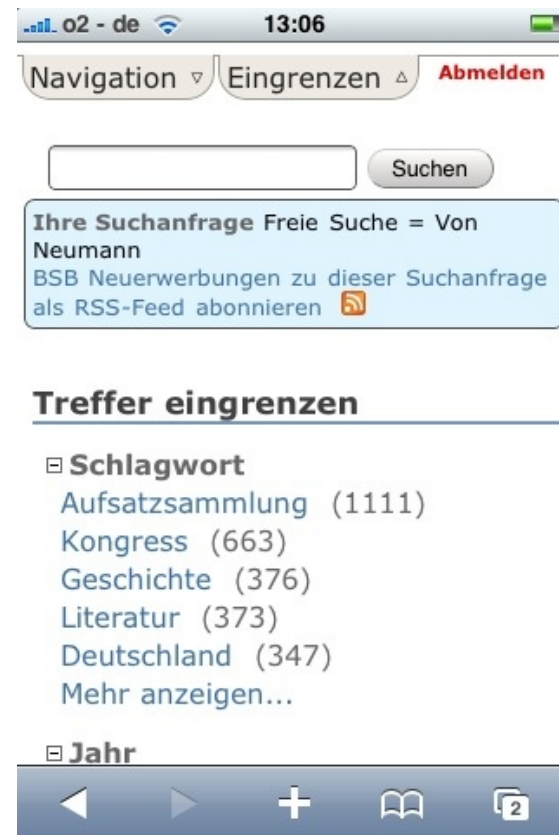 o2 - de 13:06
Navigation ▿ Eingrenzen ▵ Abmelden
Suchen
Ihre Suchanfrage Freie Suche = Von
Neumann
BSB Neuerwerbungen zu dieser Suchanfrage
als RSS-Feed abonnieren
Treffer eingrenzen
Schlagwort
Aufsatzsammlung (1111)
Kongress (663)
Geschichte (376)
Literatur (373)
Deutschland (347)
Mehr anzeigen...
Jahr
2